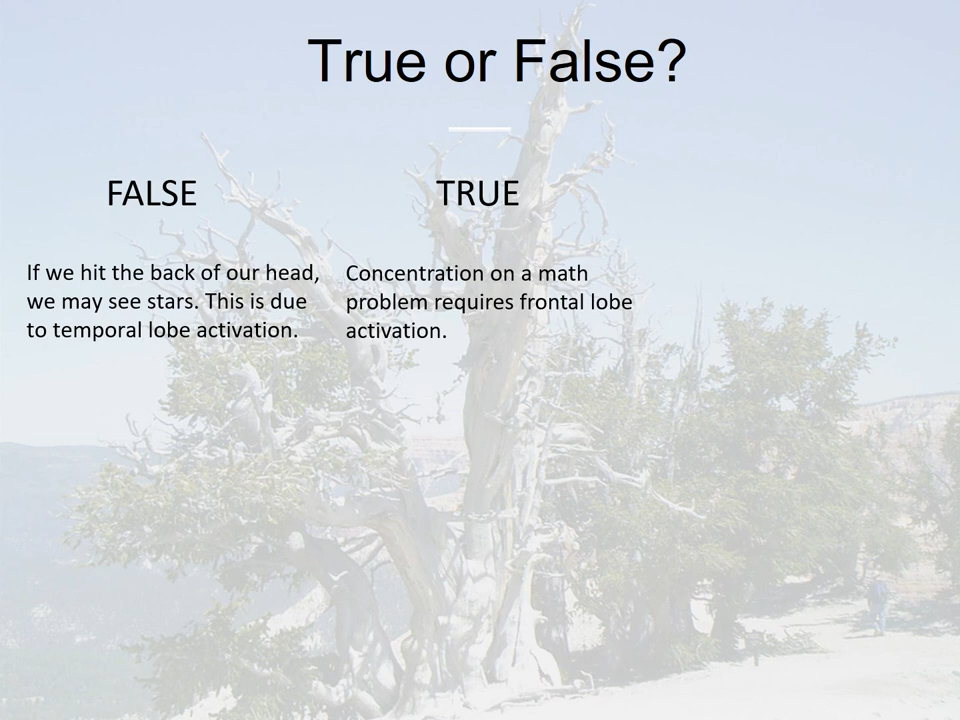 True or False?
FALSE
If we hit the back of our head,
we may see stars. This is due
to temporal lobe activation.
TRUE
Concentration on a math
problem requires frontal lobe
activation.